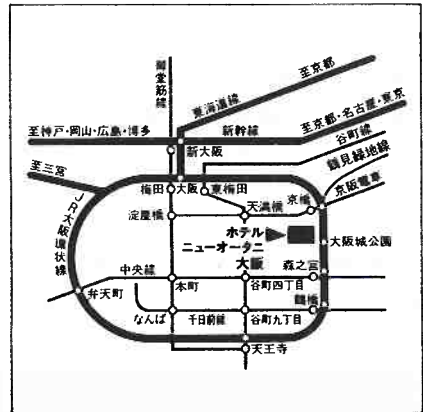 御堂筋線
東海道線
至京都
至神戸・岡山・広島・博多
新幹線
至京都・名古屋・東京
新大阪
谷町線
鶴見緑地線
至三宮
梅田
大阪
東梅田
京橋
京阪電車
淀屋橋
天満橋
JR大阪環状線
ホテル
ニューオータニ
大阪
大阪城公園
中央線
森之宮
弁天町
本町
谷町四丁目
鶴橋
なんば
千日前線
谷町九丁目
天王寺